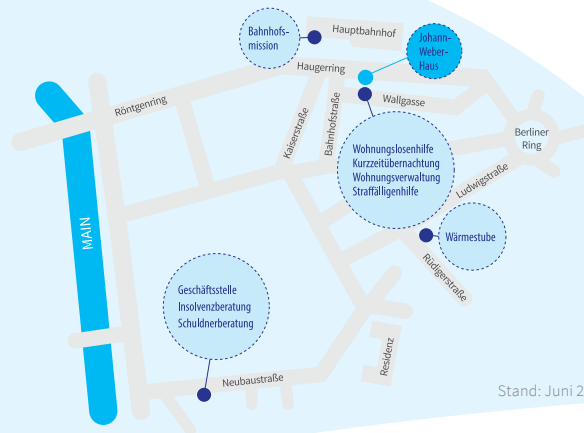 Bahnhofs-
mission
Hauptbahnhof
Johann-
Weber-
Haus
Haugerring
Röntgenring
Wallgasse
Kaiserstraße
Bahnhofstraße
Berliner
Ring
Wohnungslosenhilfe
Kurzzeitübernachtung
Wohnungsverwaltung
Straffälligenhilfe
Ludwigstraße
MAIN
Wärmestube
Rüdigerstraße
Geschäftsstelle
Insolvenzberatung
Schuldnerberatung
Residenz
Neubaustraße
Stand: Juni 2